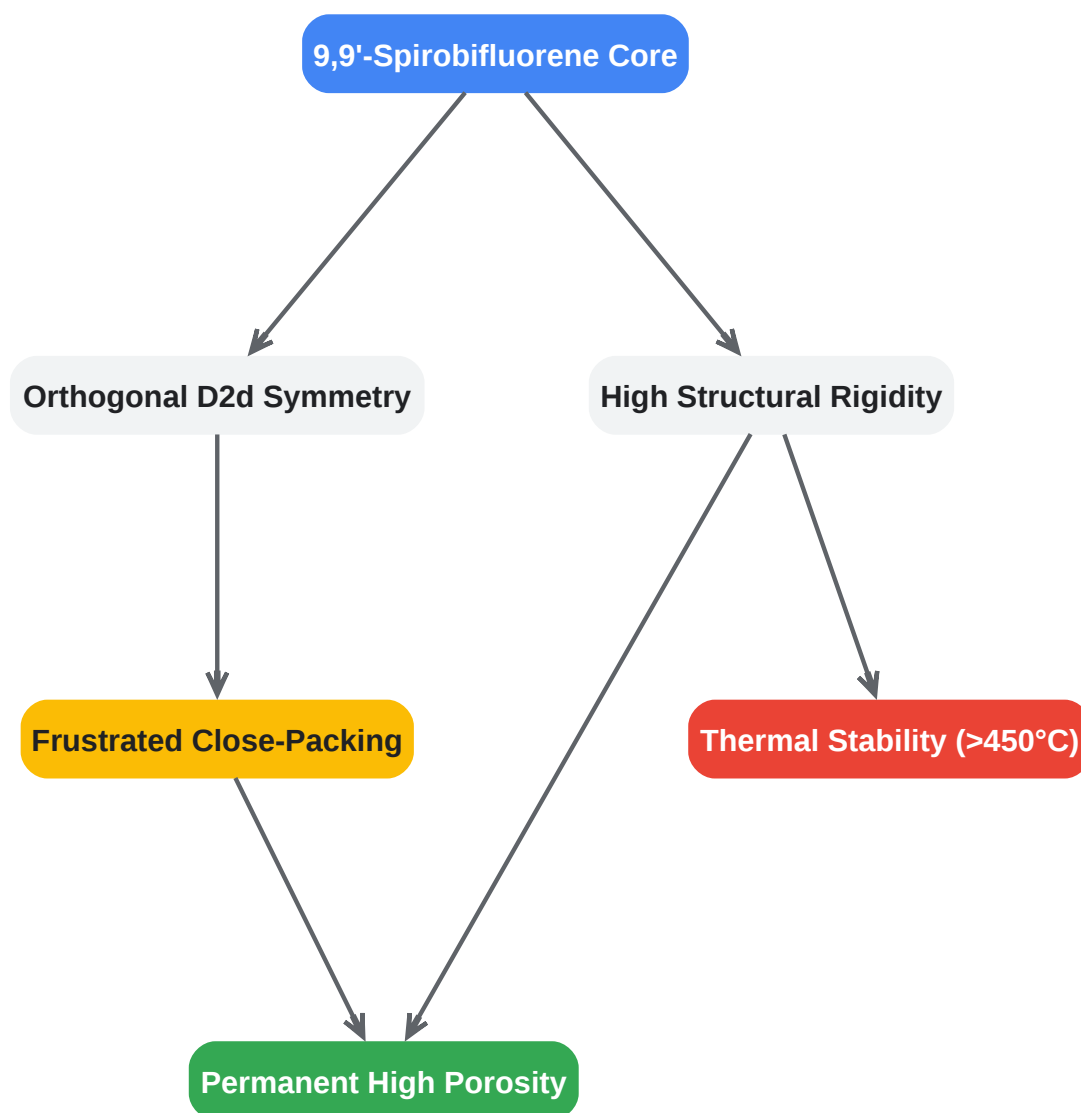 9,9'-Spirobifluorene Core
Orthogonal D2d Symmetry
High Structural Rigidity
Frustrated Close-Packing
Thermal Stability (>450°C)
Permanent High Porosity